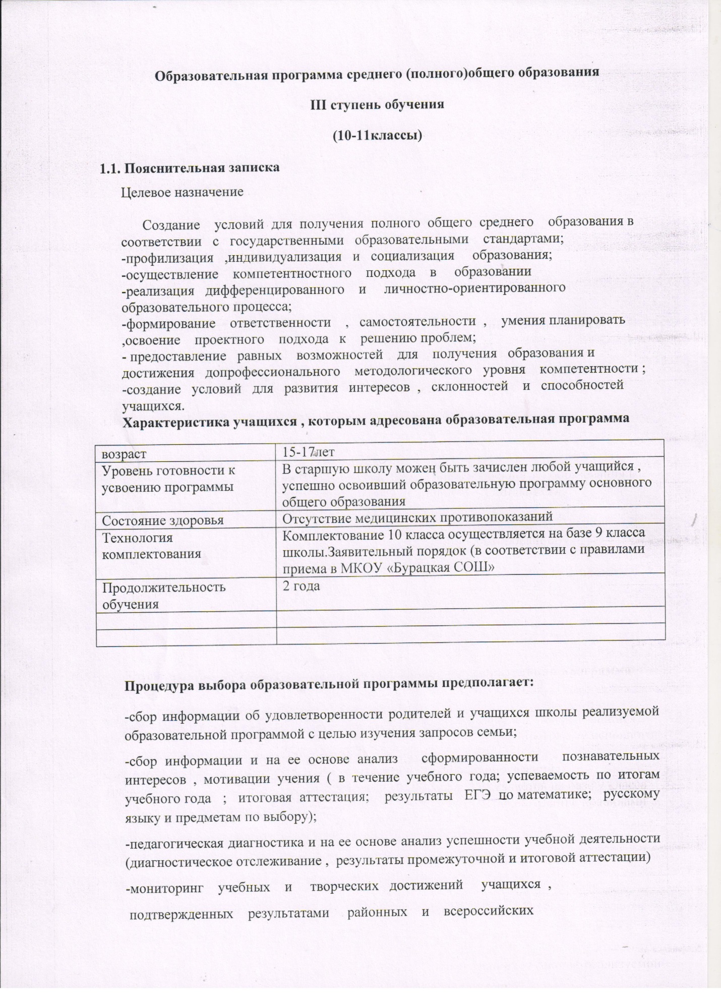 Образовательная программа среднего (полного)общего образования
III ступень обучения
(10-11классы)
1.1. Пояснительная записка
Целевое назначение
Создание условий для получения полного общего среднего образования в
соответствии с государственными образовательными стандартами;
-профилизация ,индивидуализация и социализация образования;
-осуществление компетентностного подхода в образовании
-реализация дифференцированного и личностно-ориентированного
образовательного процесса;
-формирование ответственности , самостоятельности , умения планировать
,освоение проектного подхода к решению проблем;
- предоставление равных возможностей для получения образования и
достижения допрофессионального методологического уровня компетентности ;
-создание условий для развития интересов , склонностей и способностей
учащихся.
Характеристика учащихся , которым адресована образовательная программа
возраст
15-17лет
Уровень готовности к
усвоению программы
В старшую школу можен быть зачислен любой учащийся ,
успешно освоивший образовательную программу основного
общего образования
Состояние здоровья
Отсутствие медицинских противопоказаний
Технология
комплектования
Комплектование 10 класса осуществляется на базе 9 класса
школы.Заявительный порядок (в соответствии с правилами
приема в МКОУ «Бурацкая СОШ»
Продолжительность
обучения
2 года
Процедура выбора образовательной программы предполагает:
-сбор информации об удовлетворенности родителей и учащихся школы реализуемой
образовательной программой с целью изучения запросов семьи;
-сбор информации и на ее основе анализ сформированности познавательных
интересов , мотивации учения ( в течение учебного года; успеваемость по итогам
учебного года ; итоговая аттестация; результаты ЕГЭ по математике; русскому
языку и предметам по выбору);
-педагогическая диагностика и на ее основе анализ успешности учебной деятельности
(диагностическое отслеживание , результаты промежуточной и итоговой аттестации)
-мониторинг учебных и творческих достижений учащихся ,
подтвержденных результатами районных и всероссийских